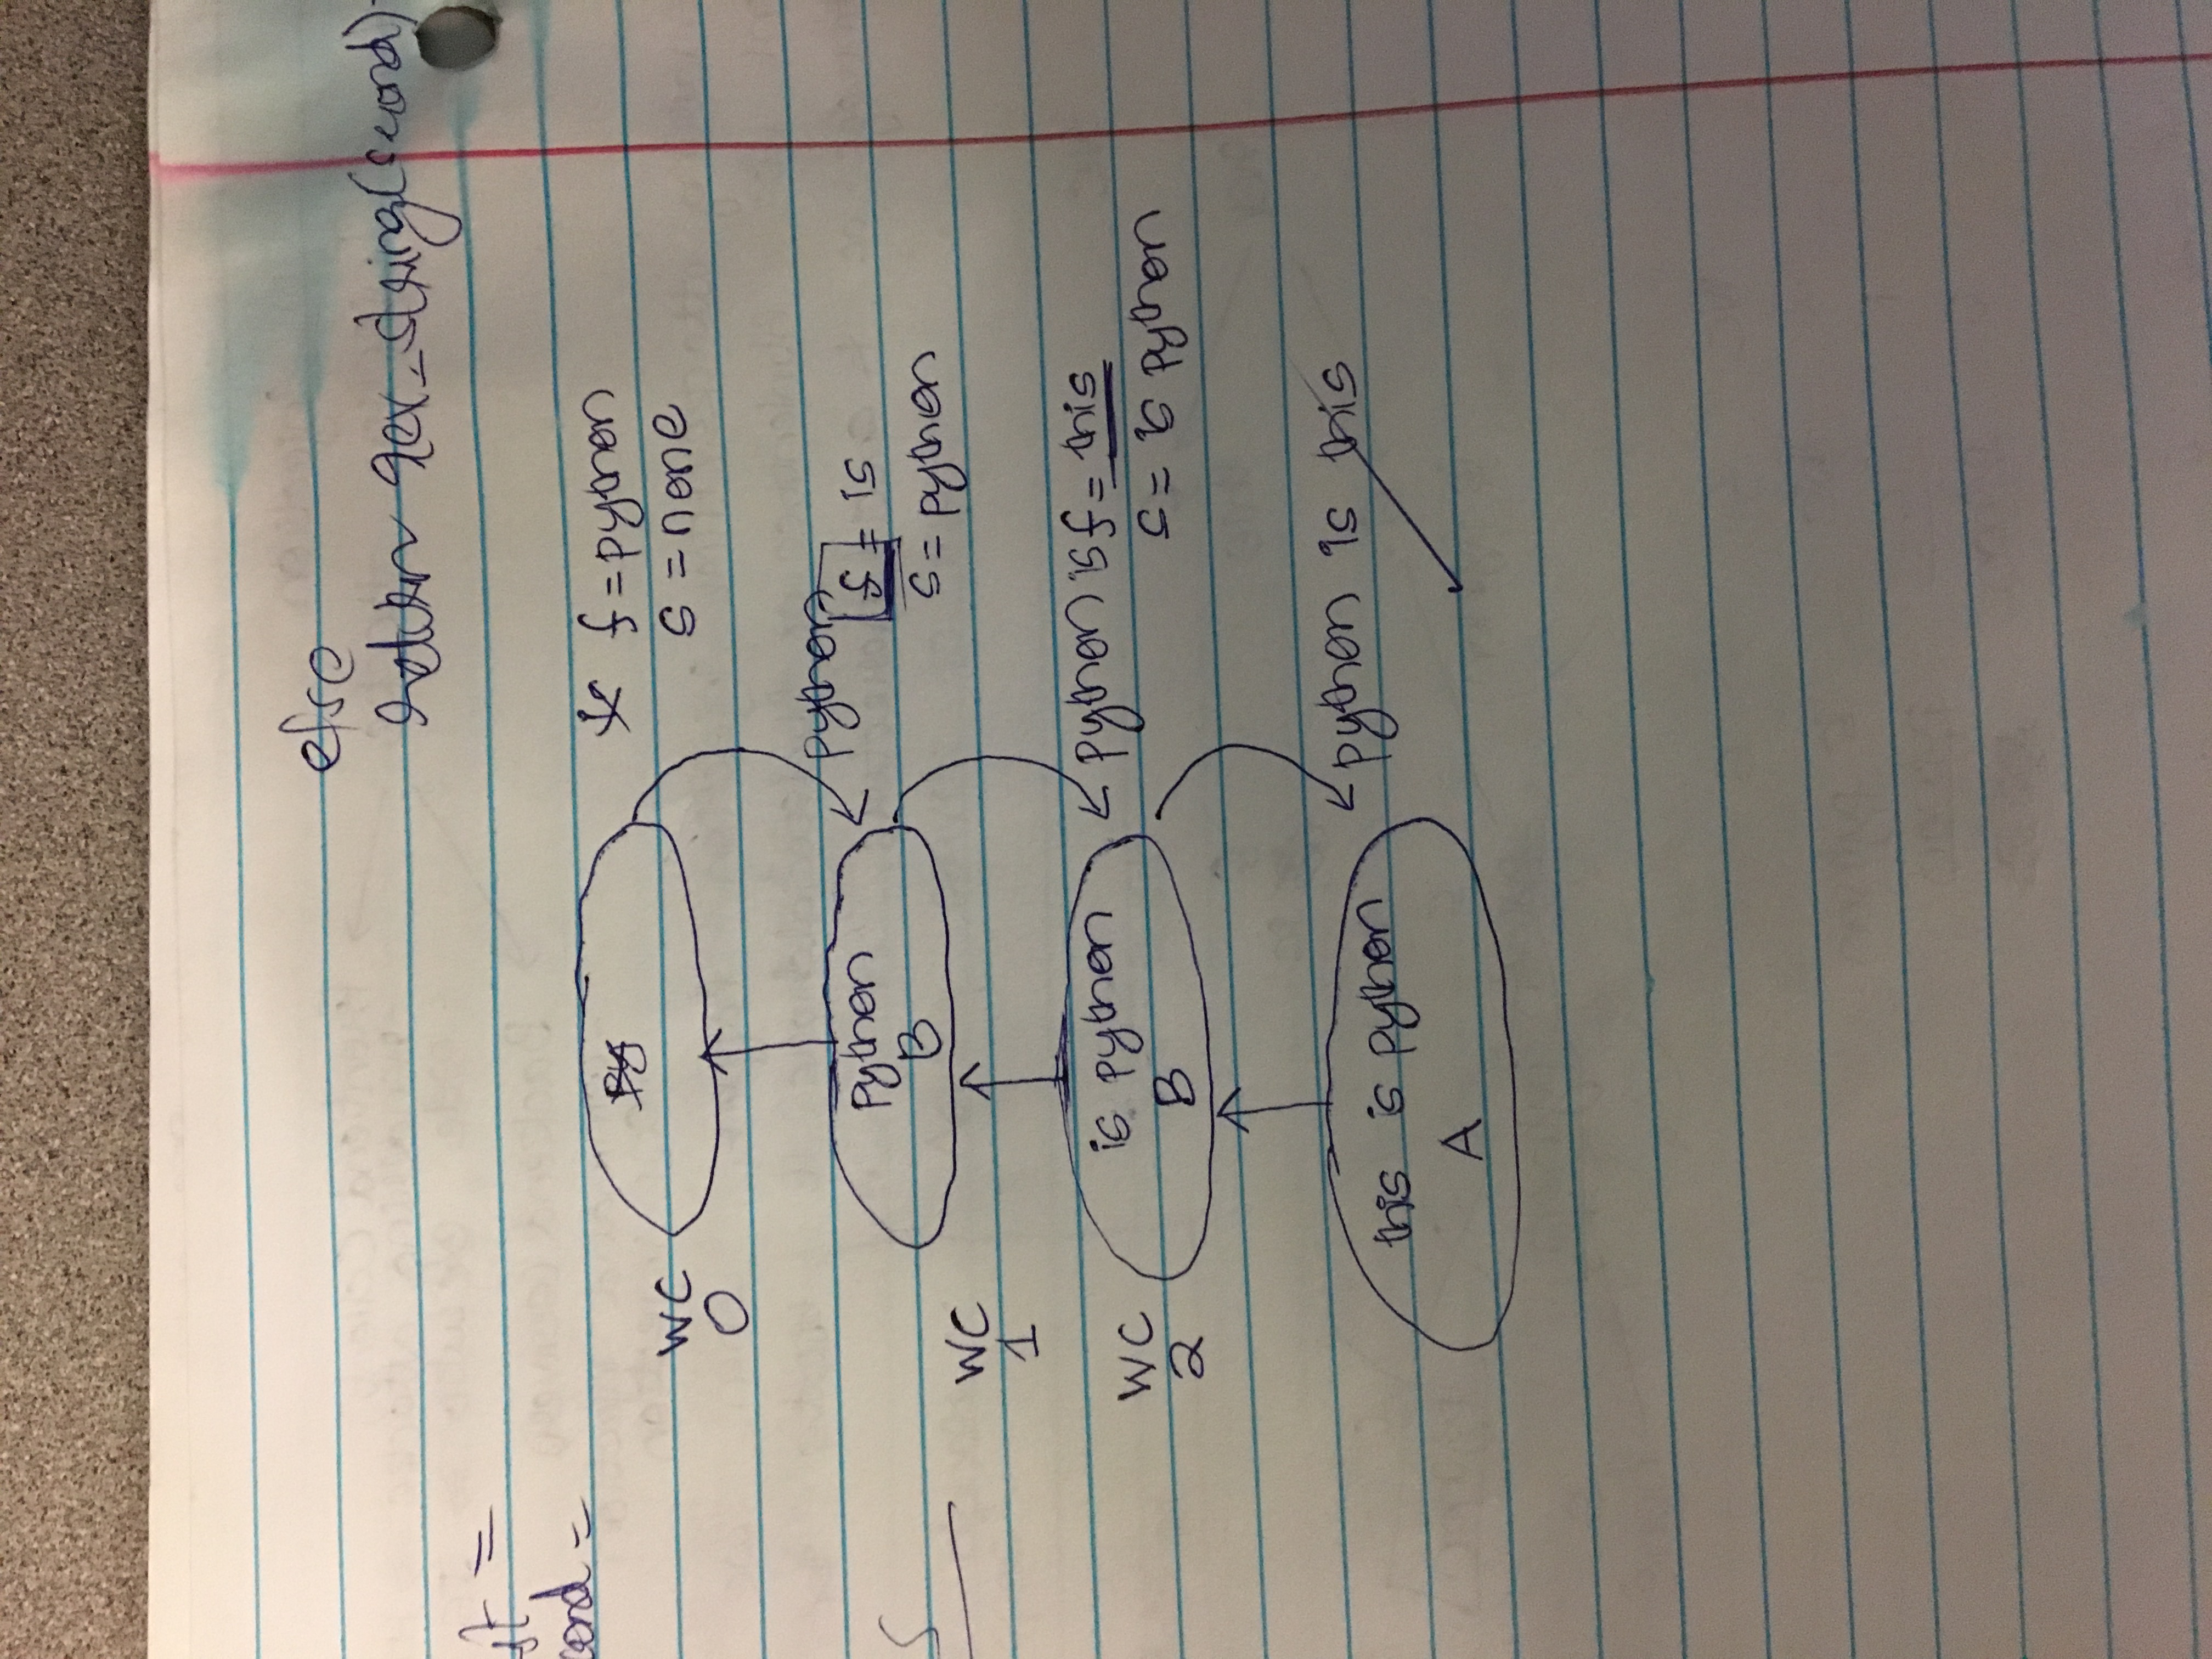 else
return rev_string(second)
st =
cond =
py
WC
0
* f = python
s = none
python
python
B
f = is
s = python
WC
1
S
is python
B
WC
2
python is f = this
s = is python
this is python
A
python is this